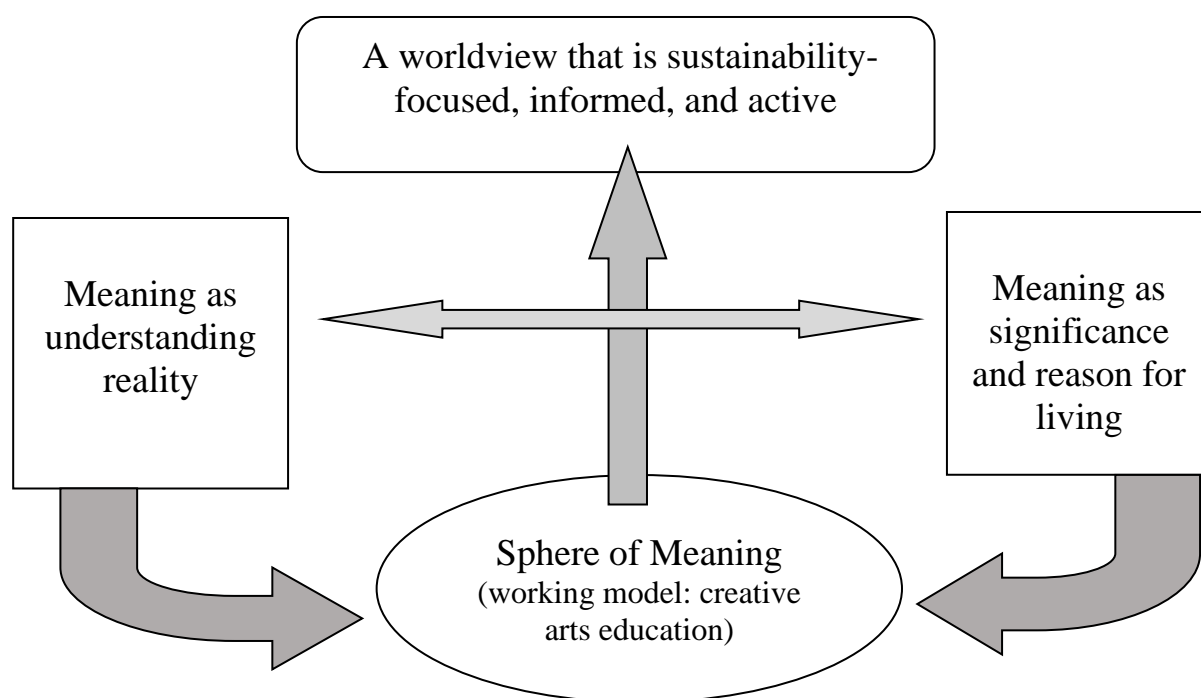 A worldview that is sustainability-
focused, informed, and active
Meaning as
understanding
reality
Meaning as
significance
and reason for
living
Sphere of Meaning
(working model: creative
arts education)